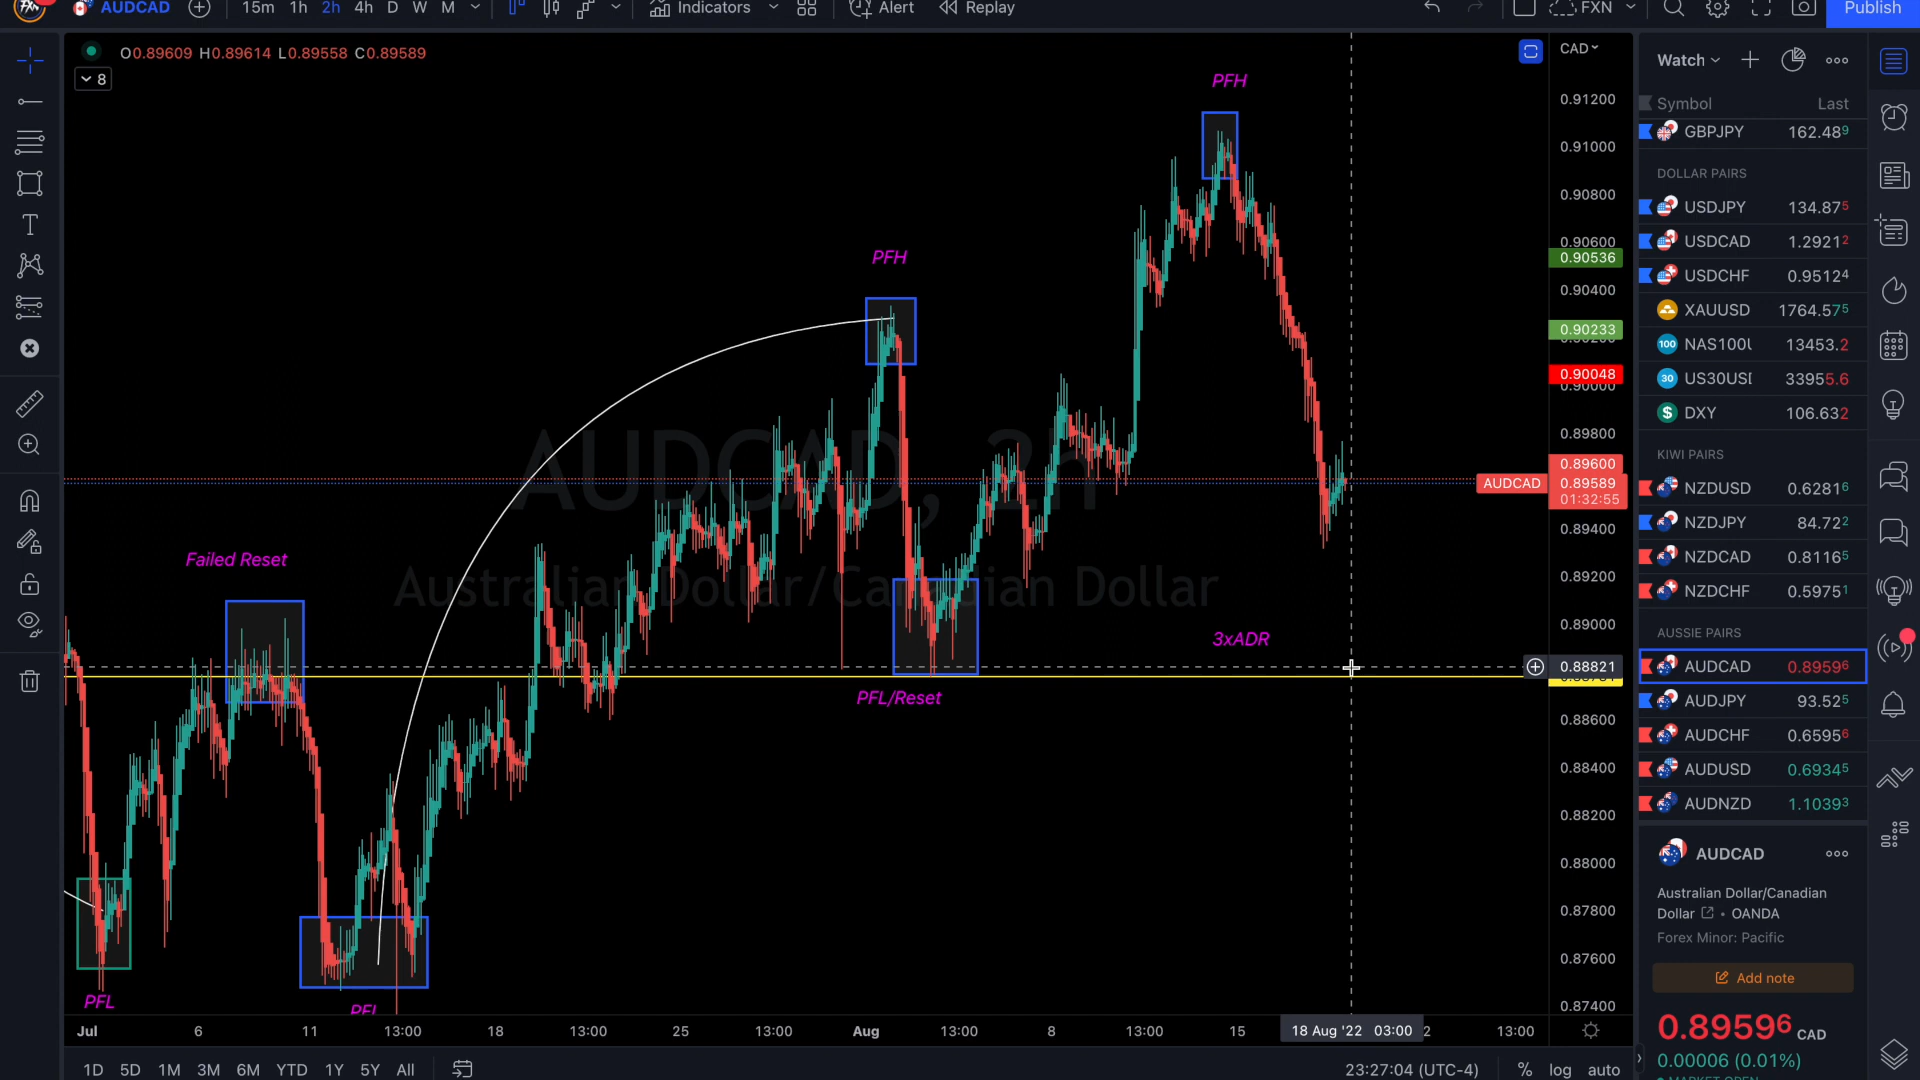 AUDCAD
15m 1h 2h 4h D W M
Indicators
Alert
Replay
FXN
Publish
O0.89609 H0.89614 L0.89558 C0.89589
8
CAD
AUDCAD, 2h
Australian Dollar/Canadian Dollar
PFH
PFH
Failed Reset
PFL/Reset
3xADR
PFL
PFL
0.91200
0.91000
0.90800
0.90600
0.90536
0.90400
0.90233
0.90048
0.90000
0.89800
0.89600
AUDCAD 0.89589
01:32:55
0.89400
0.89200
0.89000
0.88821
0.88600
0.88400
0.88200
0.88000
0.87800
0.87600
0.87400
Jul 6 11 13:00 18 13:00 25 13:00 Aug 13:00 8 13:00 15 18 Aug '22 03:00 2 13:00
1D 5D 1M 3M 6M YTD 1Y 5Y All
23:27:04 (UTC-4) % log auto
Watch
Symbol Last
GBPJPY 162.489
DOLLAR PAIRS
USDJPY 134.875
USDCAD 1.29212
USDCHF 0.95124
XAUUSD 1764.575
100 NAS100U 13453.2
30 US30USD 33955.6
$ DXY 106.632
KIWI PAIRS
NZDUSD 0.62816
NZDJPY 84.722
NZDCAD 0.81165
NZDCHF 0.59751
AUSSIE PAIRS
AUDCAD 0.89596
AUDJPY 93.525
AUDCHF 0.65956
AUDUSD 0.69345
AUDNZD 1.10393
AUDCAD
Australian Dollar/Canadian
Dollar • OANDA
Forex Minor: Pacific
Add note
0.89596 CAD
0.00006 (0.01%)